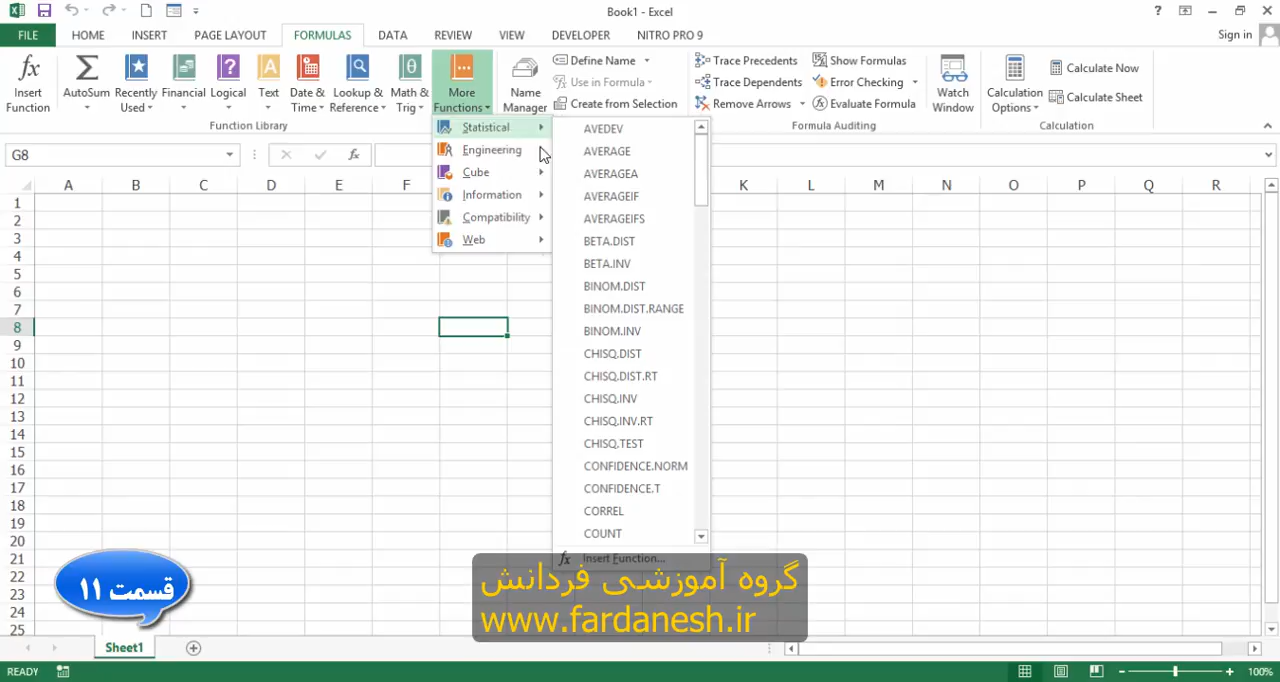 Book1 - Excel
?
FILE HOME INSERT PAGE LAYOUT FORMULAS DATA REVIEW VIEW DEVELOPER NITRO PRO 9 Sign in
fx Insert Function
Σ AutoSum
Recently Used
Financial
Logical
Text
Date & Time
Lookup & Reference
Math & Trig
More Functions
Function Library
Name Manager
Define Name
Use in Formula
Create from Selection
Trace Precedents
Trace Dependents
Remove Arrows
Show Formulas
Error Checking
Evaluate Formula
Formula Auditing
Watch Window
Calculation Options
Calculate Now
Calculate Sheet
Calculation
G8
fx
Statistical
Engineering
Cube
Information
Compatibility
Web
AVEDEV
AVERAGE
AVERAGEA
AVERAGEIF
AVERAGEIFS
BETA.DIST
BETA.INV
BINOM.DIST
BINOM.DIST.RANGE
BINOM.INV
CHISQ.DIST
CHISQ.DIST.RT
CHISQ.INV
CHISQ.INV.RT
CHISQ.TEST
CONFIDENCE.NORM
CONFIDENCE.T
CORREL
COUNT
fx Insert Function...
A B C D E F K L M N O P Q R
1
2
3
4
5
6
7
8
9
10
11
12
13
14
15
16
17
18
19
20
21
22
23
24
25
قسمت ۱۱
گروه آموزشی فردانش
www.fardanesh.ir
Sheet1
READY
100%